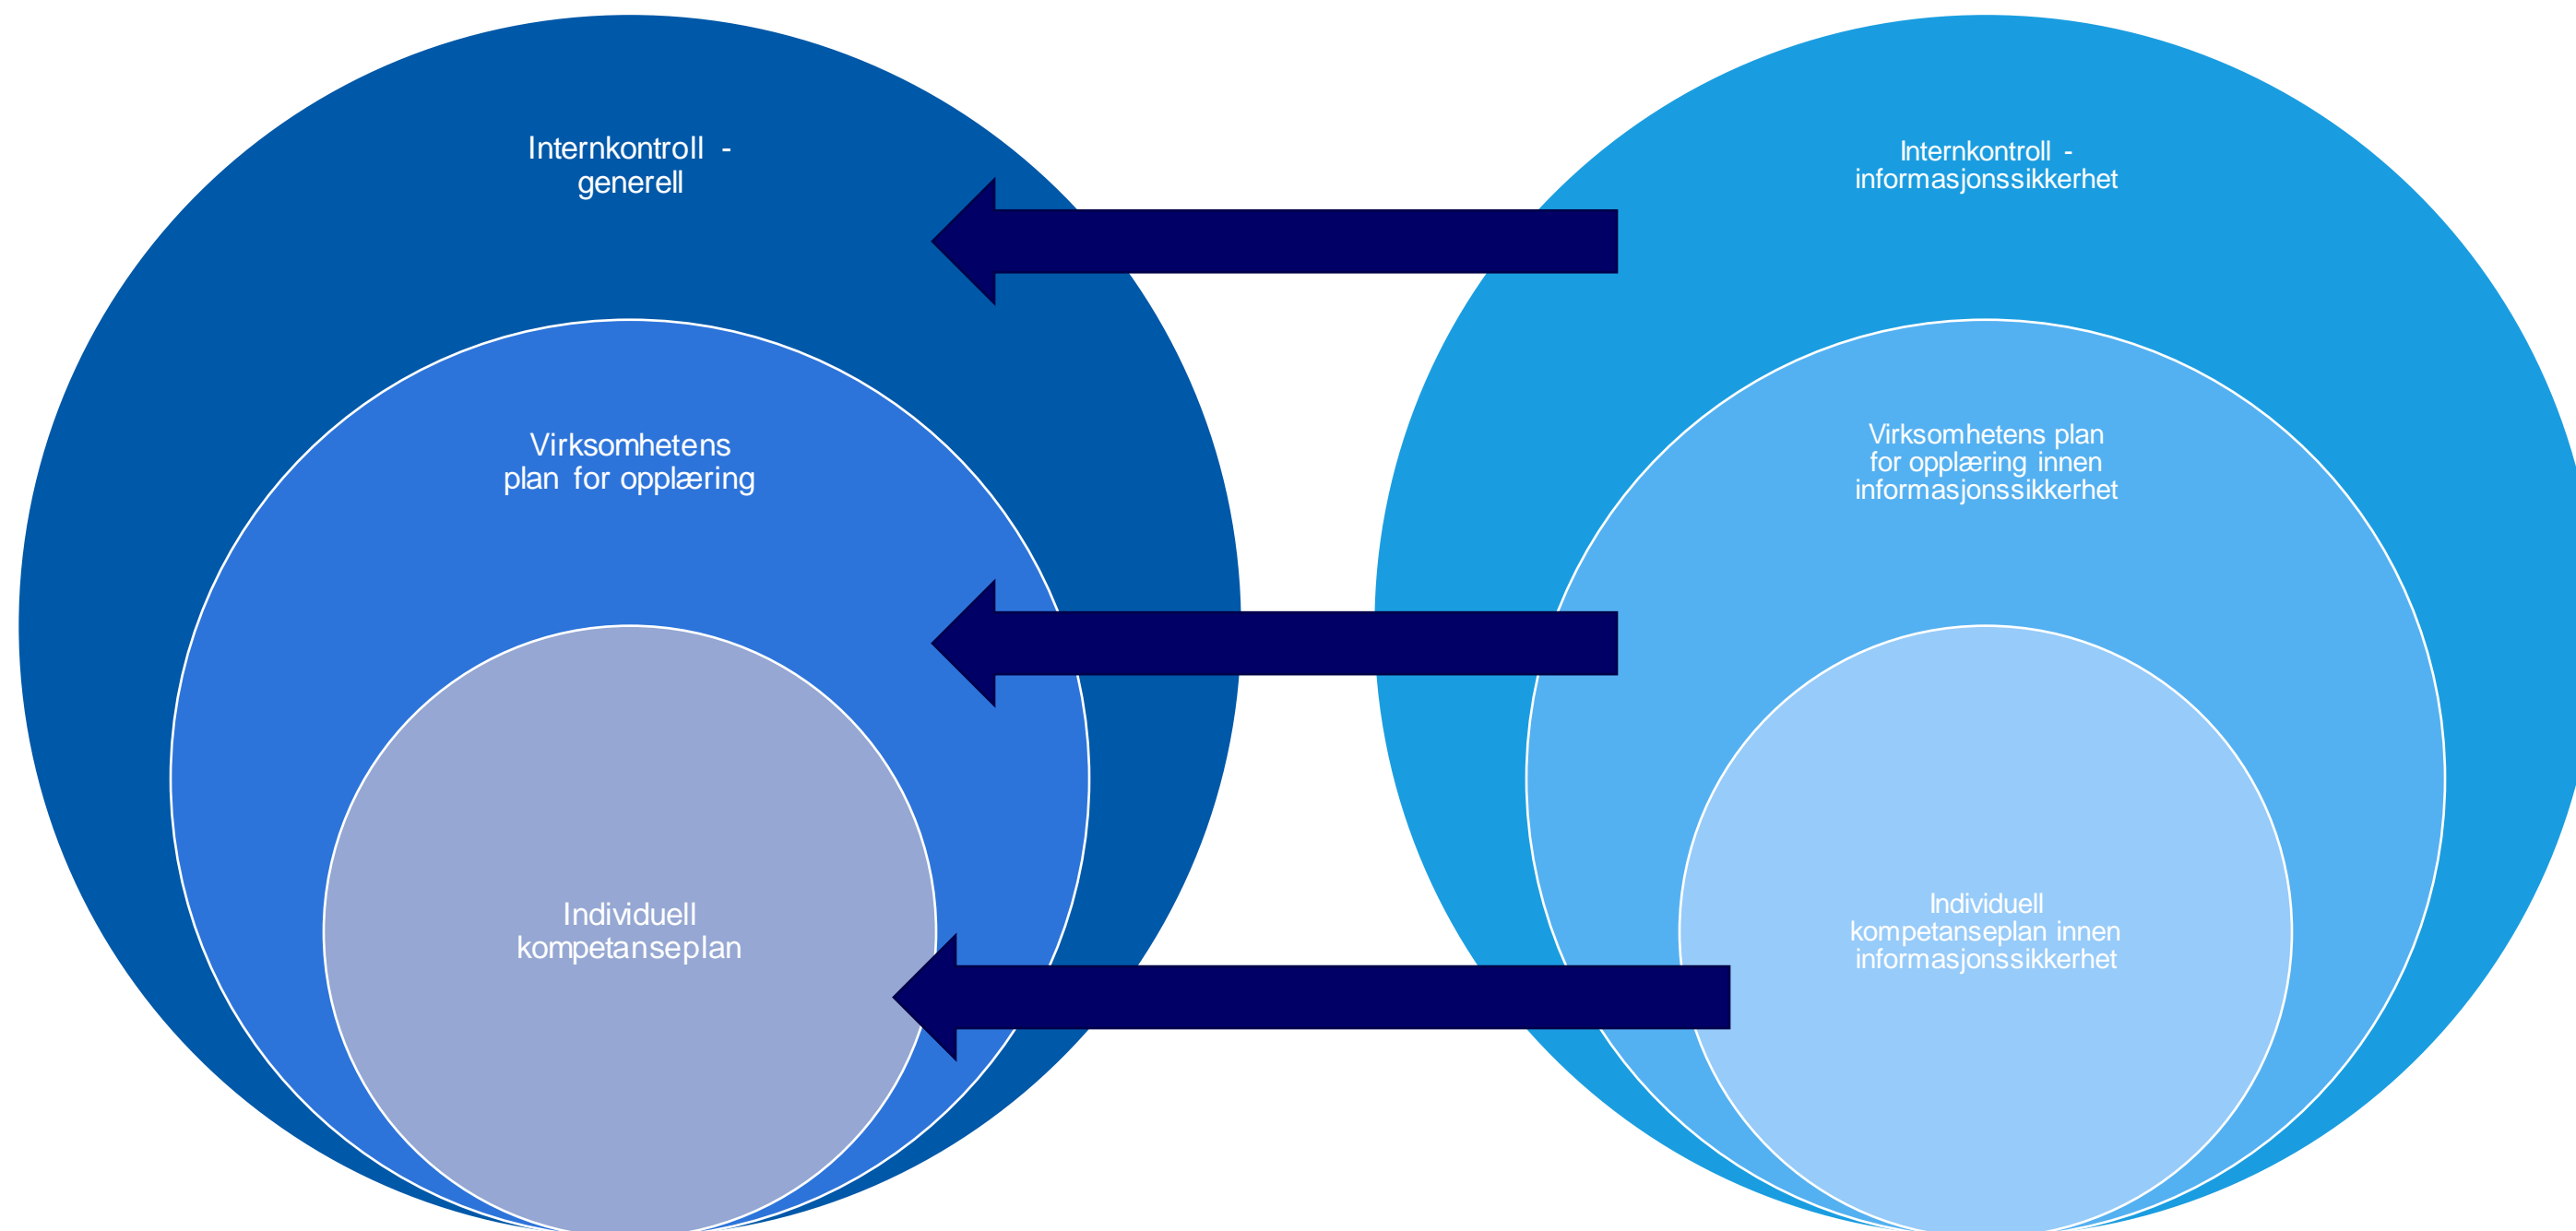 Internkontroll -
generell
Virksomhetens
plan for opplæring
Individuell
kompetanseplan
Internkontroll -
informasjonssikkerhet
Virksomhetens plan
for opplæring innen
informasjonssikkerhet
Individuell
kompetanseplan innen
informasjonssikkerhet